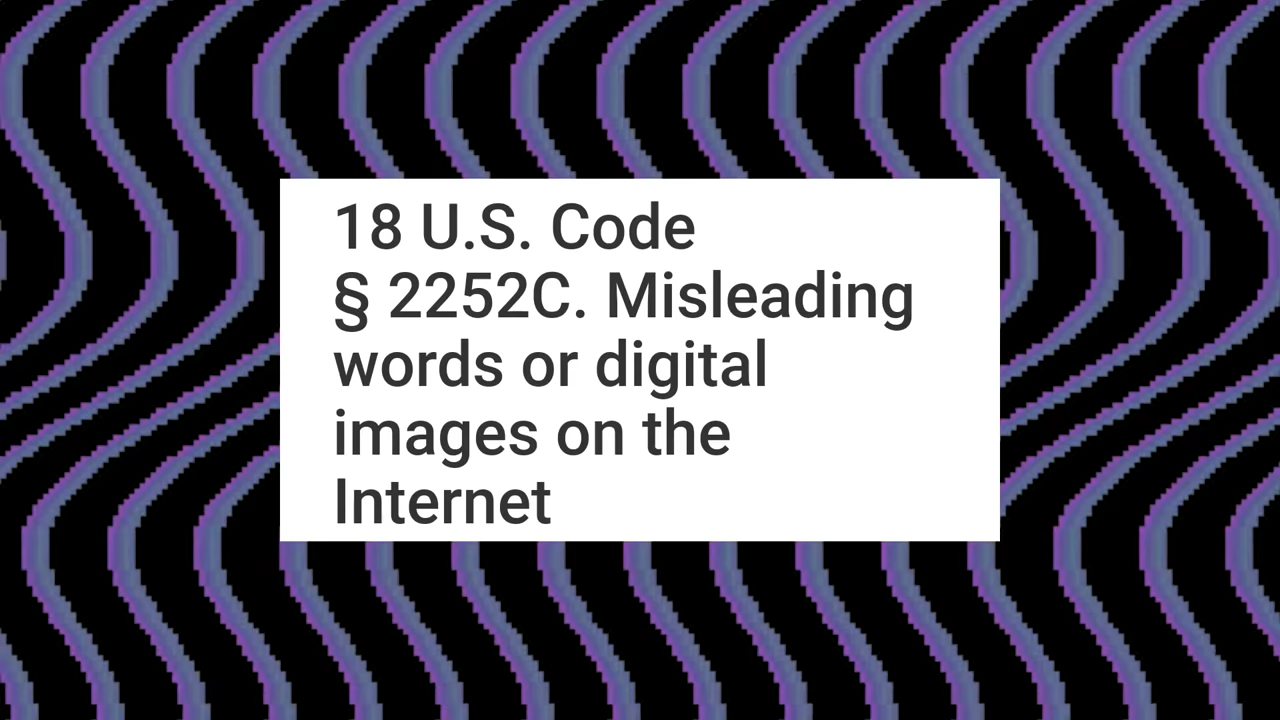 18 U.S. Code
§ 2252C. Misleading
words or digital
images on the
Internet